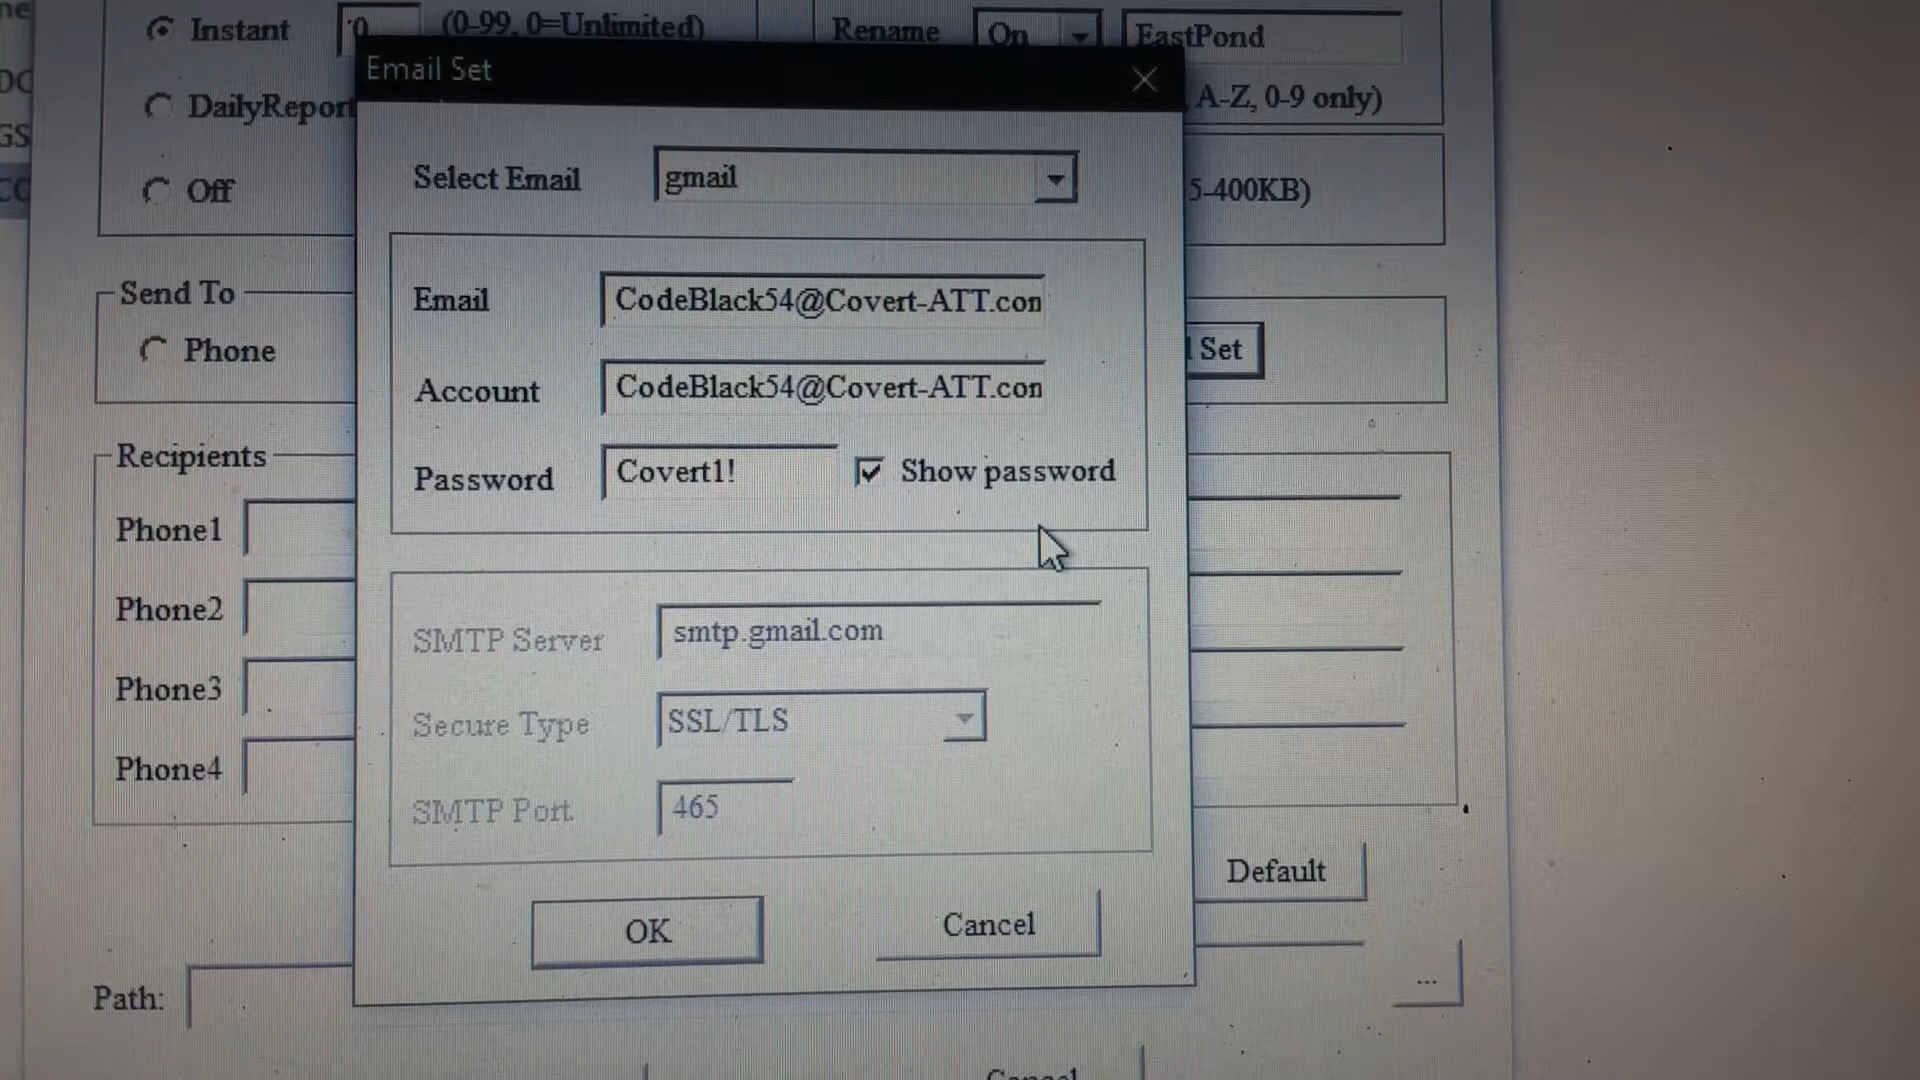 Instant 0 (0-99, 0=Unlimited) Rename On EastPond
Email Set
DailyReport A-Z, 0-9 only)
Select Email gmail
Off 5-400KB)
Send To
Email CodeBlack54@Covert-ATT.con
Phone l Set
Account CodeBlack54@Covert-ATT.con
Recipients
Password Covert1! Show password
Phone1
Phone2
SMTP Server smtp.gmail.com
Phone3
Secure Type SSL/TLS
Phone4
SMTP Port 465
Default
OK Cancel
Path: ...
Cancel